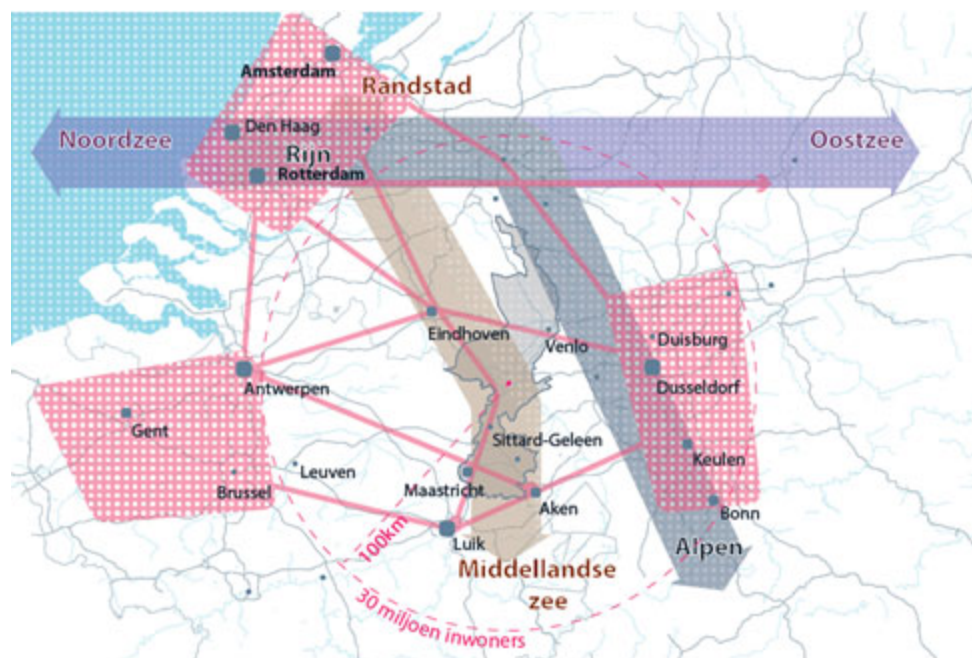 Amsterdam
Randstad
Noordzee
Den Haag
Oostzee
Rijn
Rotterdam
Eindhoven
Venlo
Duisburg
Antwerpen
Dusseldorf
Gent
Sittard-Geleen
Keulen
Leuven
Brussel
Maastricht
Aken
Bonn
Luik
100km
Alpen
Middellandse
zee
30 miljoen inwoners